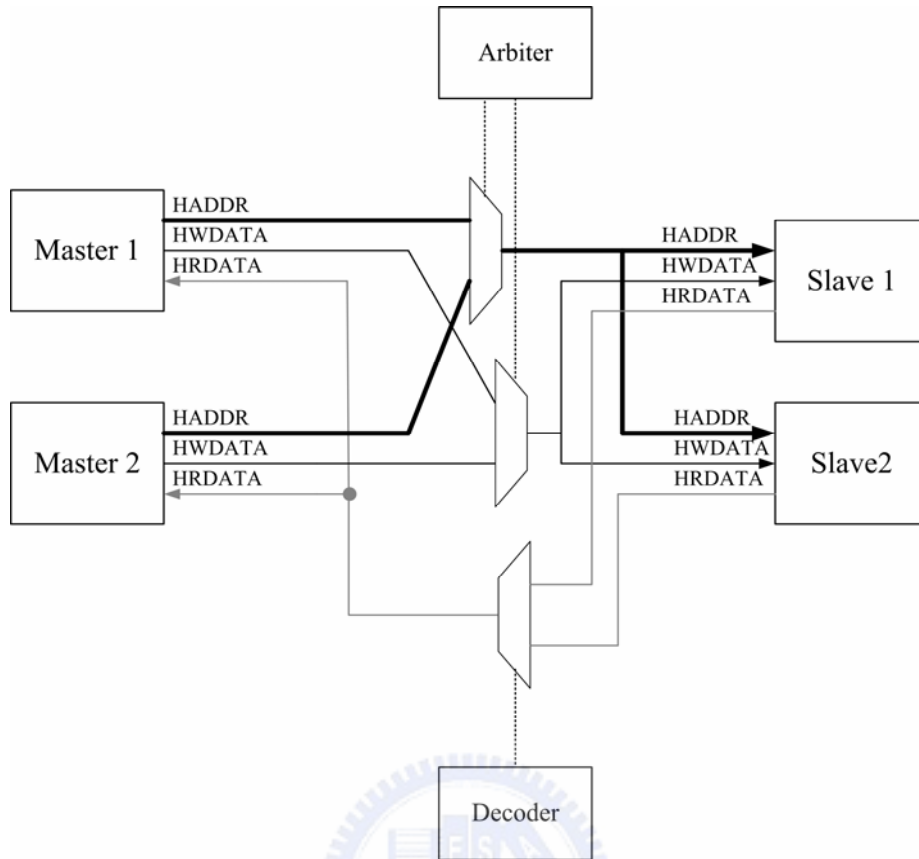 Arbiter
Master 1
HADDR
HWDATA
HRDATA
HADDR
HWDATA
HRDATA
Slave 1
Master 2
HADDR
HWDATA
HRDATA
HADDR
HWDATA
HRDATA
Slave2
Decoder